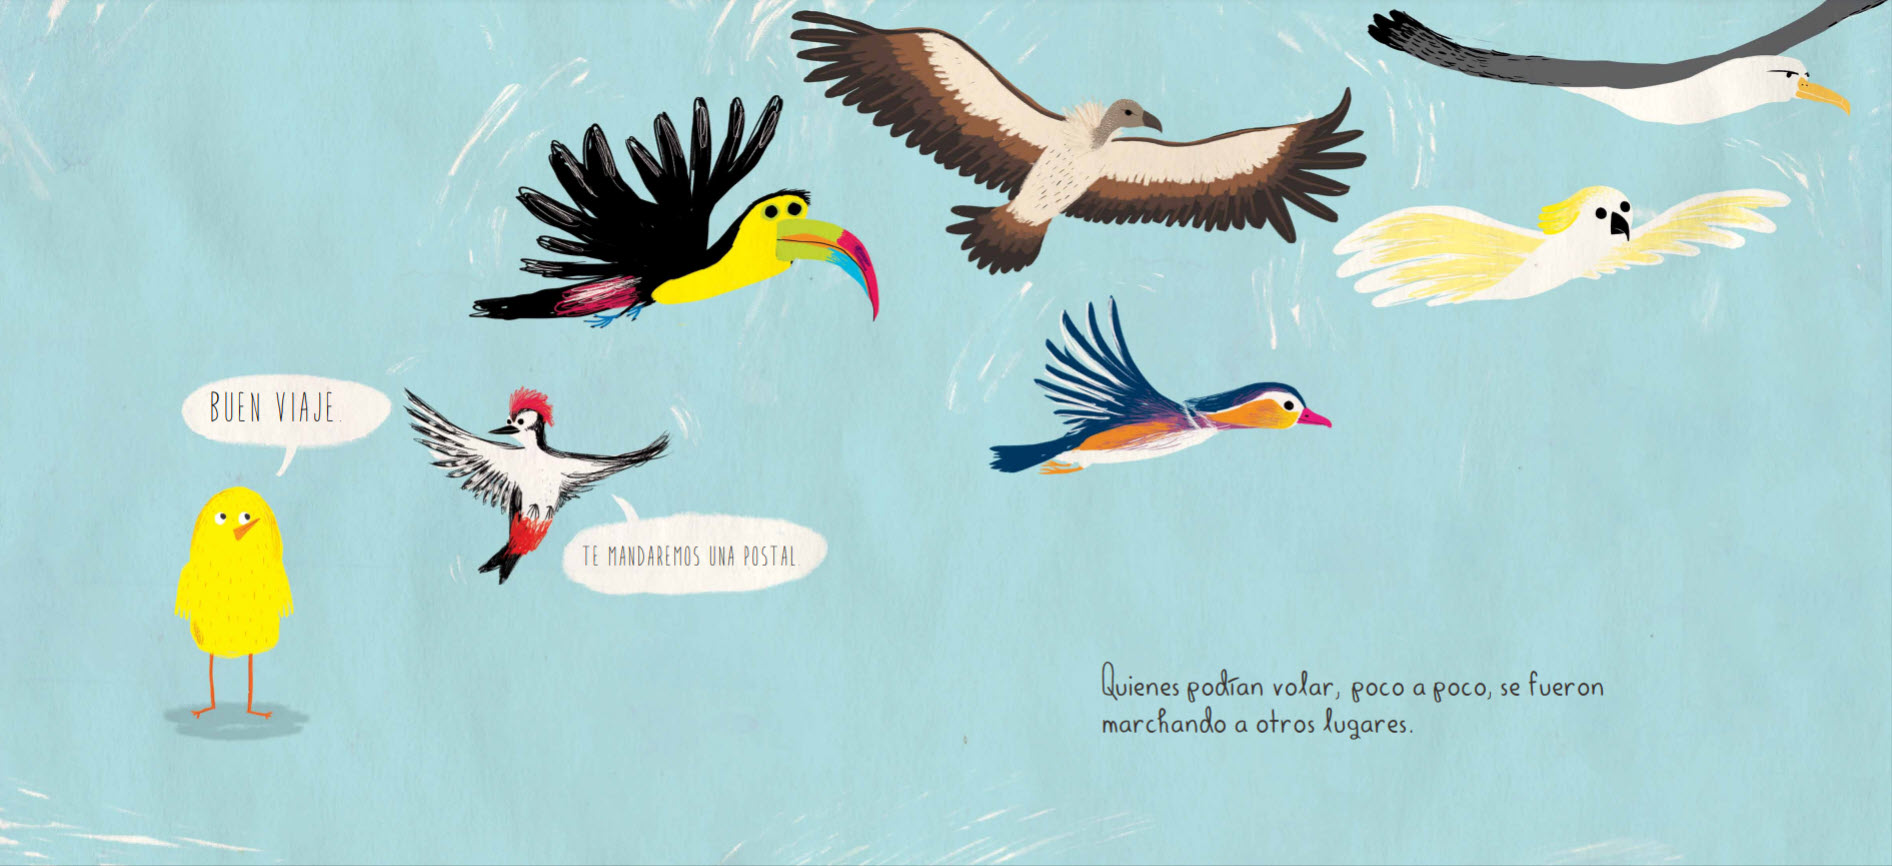 BUEN VIAJE.
TE MANDAREMOS UNA POSTAL.
Quienes podían volar, poco a poco, se fueron
marchando a otros lugares.